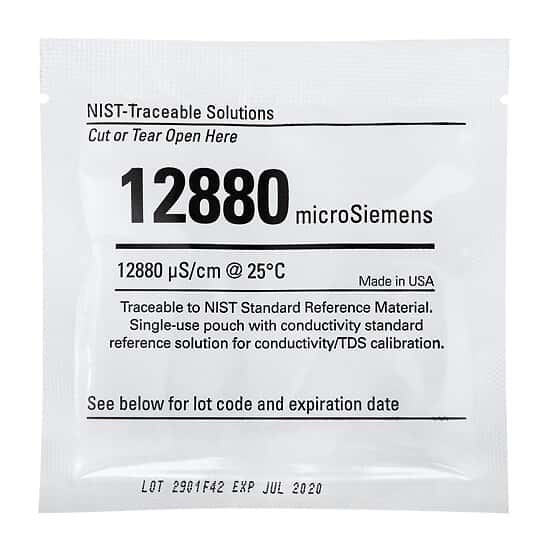 NIST-Traceable Solutions
Cut or Tear Open Here
12880 microSiemens
12880 µS/cm @ 25°C
Made in USA
Traceable to NIST Standard Reference Material.
Single-use pouch with conductivity standard
reference solution for conductivity/TDS calibration.
See below for lot code and expiration date
LOT 2901F42 EXP JUL 2020